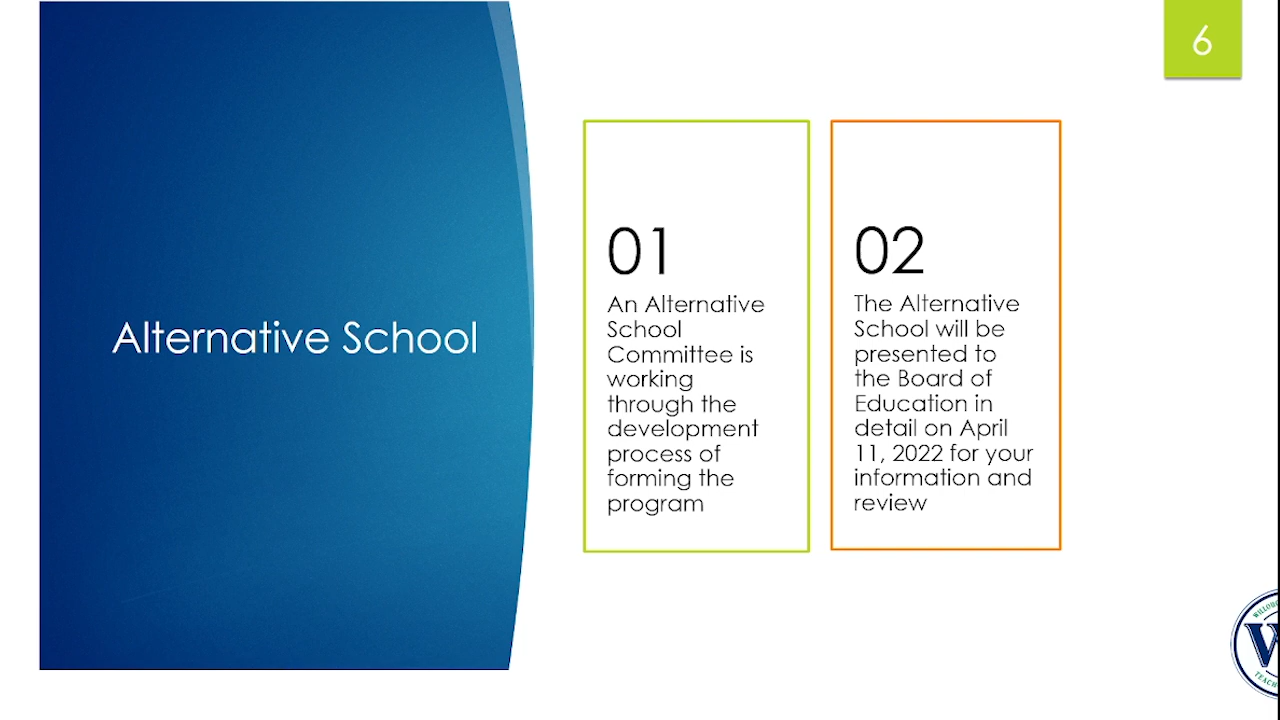 6
Alternative School
01
An Alternative
School
Committee is
working
through the
development
process of
forming the
program
02
The Alternative
School will be
presented to
the Board of
Education in
detail on April
11, 2022 for your
information and
review
W